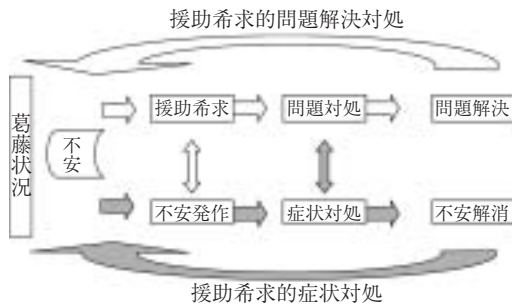 援助希求的問題解決対処
葛藤状況
不安
援助希求
問題対処
問題解決
不安発作
症状対処
不安解消
援助希求的症状対処